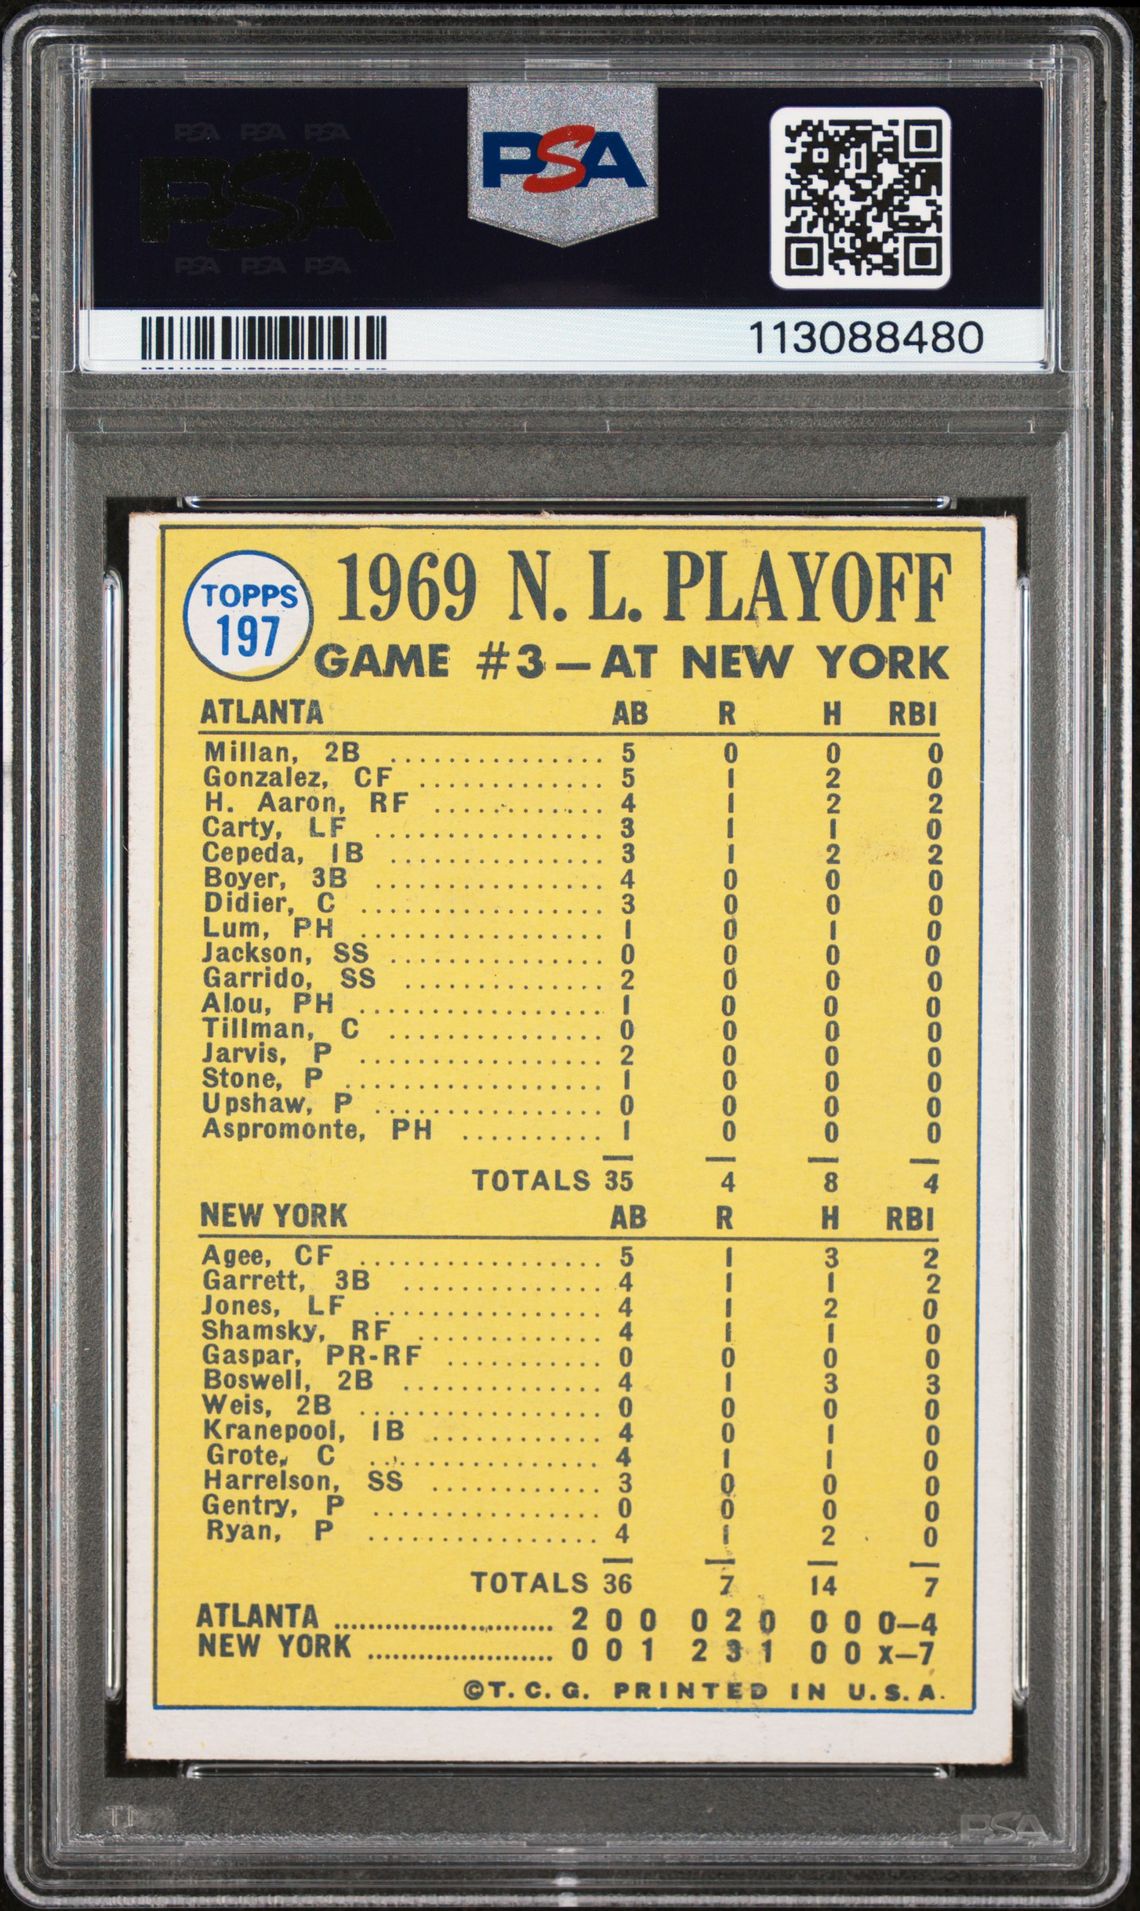 PSA PSA PSA
PSA
PSA PSA PSA
PSA
113088480
TOPPS
197
1969 N. L. PLAYOFF
GAME #3—AT NEW YORK
ATLANTA AB R H RBI
Millan, 2B ............... 5 0 0 0
Gonzalez, CF ............. 5 1 2 0
H. Aaron, RF ............ 4 1 2 2
Carty, LF ................ 3 1 1 0
Cepeda, 1B ............... 3 1 2 2
Boyer, 3B ................ 4 0 0 0
Didier, C ................. 3 0 0 0
Lum, PH ................. 1 0 1 0
Jackson, SS ............... 0 0 0 0
Garrido, SS .............. 2 0 0 0
Alou, PH ................. 1 0 0 0
Tillman, C ............... 0 0 0 0
Jarvis, P ................. 2 0 0 0
Stone, P .................. 1 0 0 0
Upshaw, P ................ 0 0 0 0
Aspromonte, PH .......... 1 0 0 0
TOTALS 35 4 8 4
NEW YORK AB R H RBI
Agee, CF ................. 5 1 3 2
Garrett, 3B .............. 4 1 1 2
Jones, LF ................ 4 1 2 0
Shamsky, RF ............. 4 1 1 0
Gaspar, PR-RF ........... 0 0 0 0
Boswell, 2B .............. 4 1 3 3
Weis, 2B ................. 0 0 0 0
Kranepool, 1B ............ 4 0 1 0
Grote, C ................ 4 1 1 0
Harrelson, SS ............ 3 0 0 0
Gentry, P ................ 0 0 0 0
Ryan, P ................ 4 1 2 0
TOTALS 36 7 14 7
ATLANTA .......................... 2 0 0 0 2 0 0 0 0—4
NEW YORK ...................... 0 0 1 2 3 1 0 0 x—7
©T. C. G. PRINTED IN U. S. A.
PSA